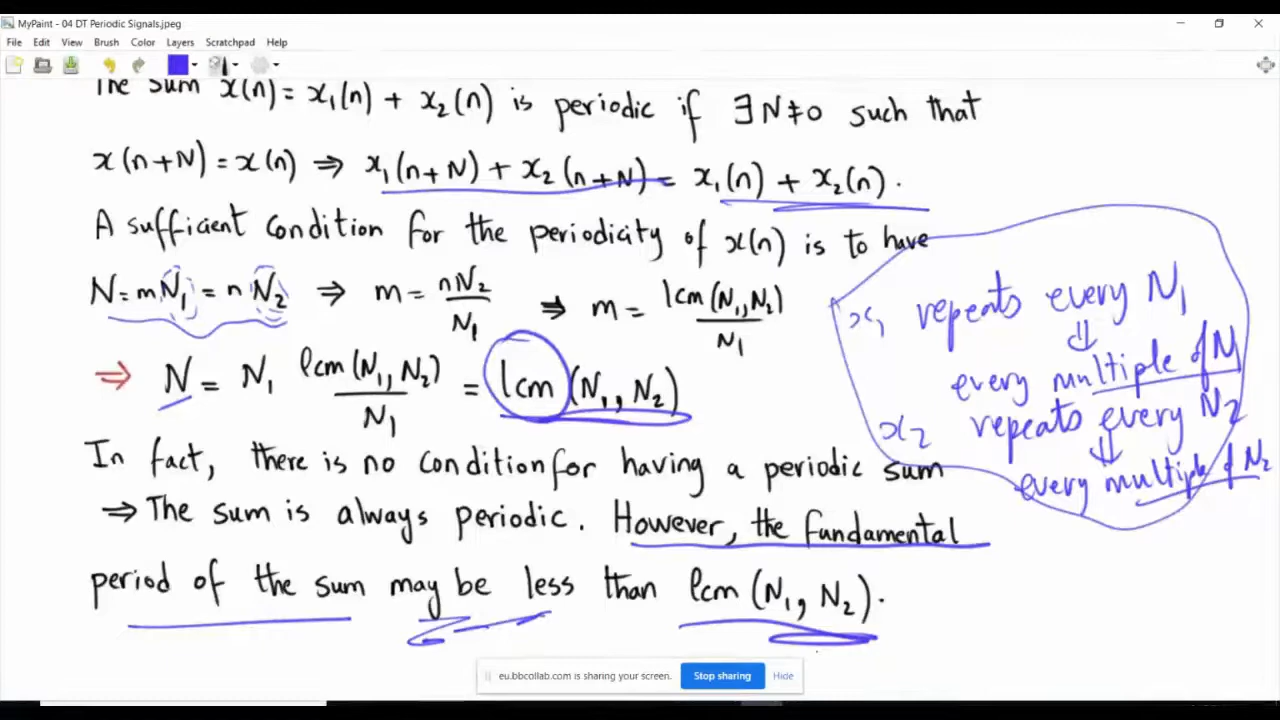 MyPaint - 04 DT Periodic Signals.jpeg
File Edit View Brush Color Layers Scratchpad Help
The sum x(n) = x₁(n) + x₂(n) is periodic if ∃N≠0 such that
x(n+N) = x(n) ⇒ x₁(n+N) + x₂(n+N) = x₁(n) + x₂(n).
A sufficient condition for the periodicity of x(n) is to have
N = mN₁ = nN₂ ⇒ m = nN₂/N₁ ⇒ m = lcm(N₁,N₂)/N₁
⇒ N = N₁ lcm(N₁,N₂)/N₁ = lcm(N₁,N₂)
In fact, there is no condition for having a periodic sum
⇒ The sum is always periodic. However, the fundamental
period of the sum may be less than lcm(N₁,N₂).
x₁ repeats every N₁
⇓
every multiple of N₁
x₂ repeats every N₂
⇓
every multiple of N₂
eu.bbcollab.com is sharing your screen. Stop sharing Hide